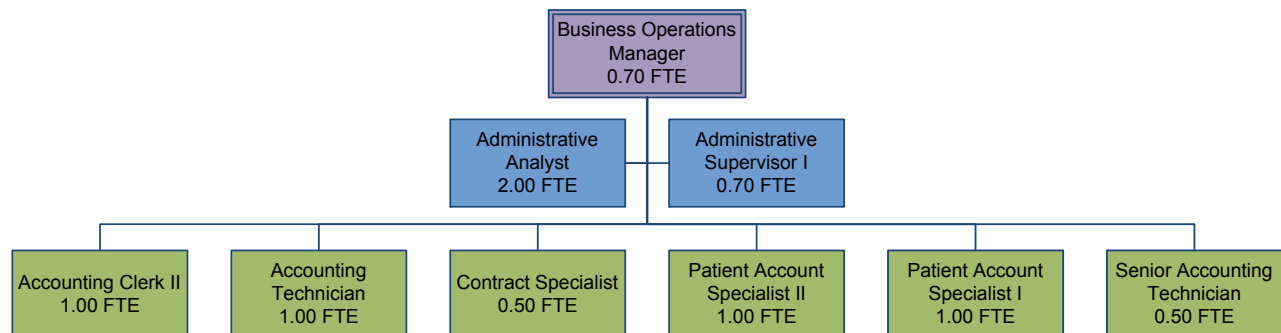 Business Operations
Manager
0.70 FTE
Administrative
Analyst
2.00 FTE
Administrative
Supervisor I
0.70 FTE
Accounting Clerk II
1.00 FTE
Accounting
Technician
1.00 FTE
Contract Specialist
0.50 FTE
Patient Account
Specialist II
1.00 FTE
Patient Account
Specialist I
1.00 FTE
Senior Accounting
Technician
0.50 FTE